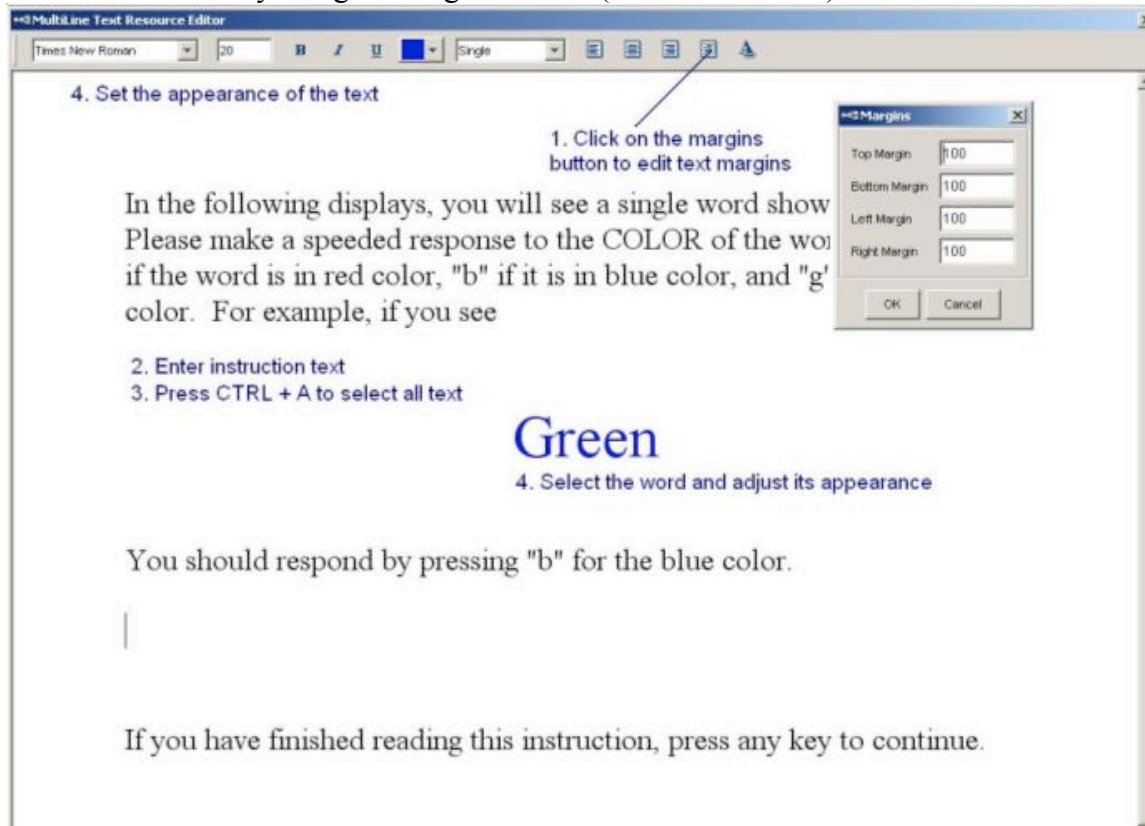 MultiLine Text Resource Editor
Times New Roman 20 B I U Single A
4. Set the appearance of the text
1. Click on the margins
button to edit text margins
Margins
Top Margin 100
Bottom Margin 100
Left Margin 100
Right Margin 100
OK Cancel
In the following displays, you will see a single word show
Please make a speeded response to the COLOR of the wo
if the word is in red color, "b" if it is in blue color, and "g"
color. For example, if you see
2. Enter instruction text
3. Press CTRL + A to select all text
Green
4. Select the word and adjust its appearance
You should respond by pressing "b" for the blue color.
If you have finished reading this instruction, press any key to continue.